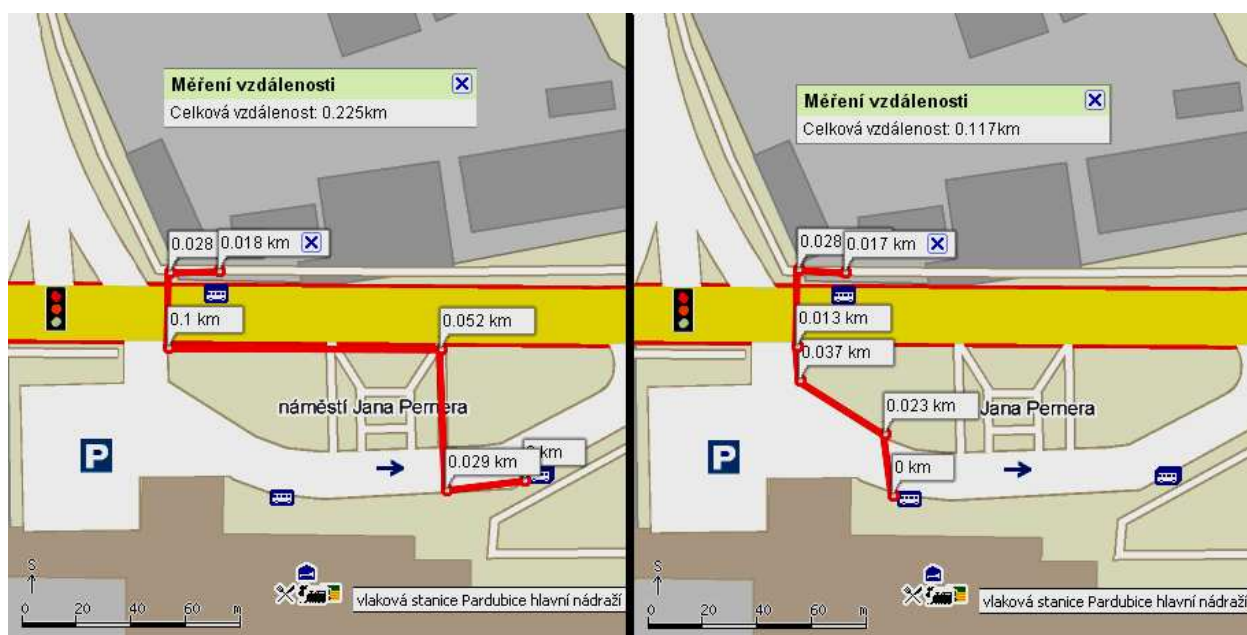 Měření vzdálenosti
Celková vzdálenost: 0.225km
0.028
0.018 km
0.1 km
0.052 km
náměstí Jana Pernera
0.029 km
km
P
S
0 20 40 60 m
vlaková stanice Pardubice hlavní nádraží
Měření vzdálenosti
Celková vzdálenost: 0.117km
0.028
0.017 km
0.013 km
0.037 km
0.023 km
Jana Pernera
0 km
P
S
0 20 40 60 m
vlaková stanice Pardubice hlavní nádraží